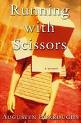 Running
with
Scissors
a memoir
Augusten Burroughs